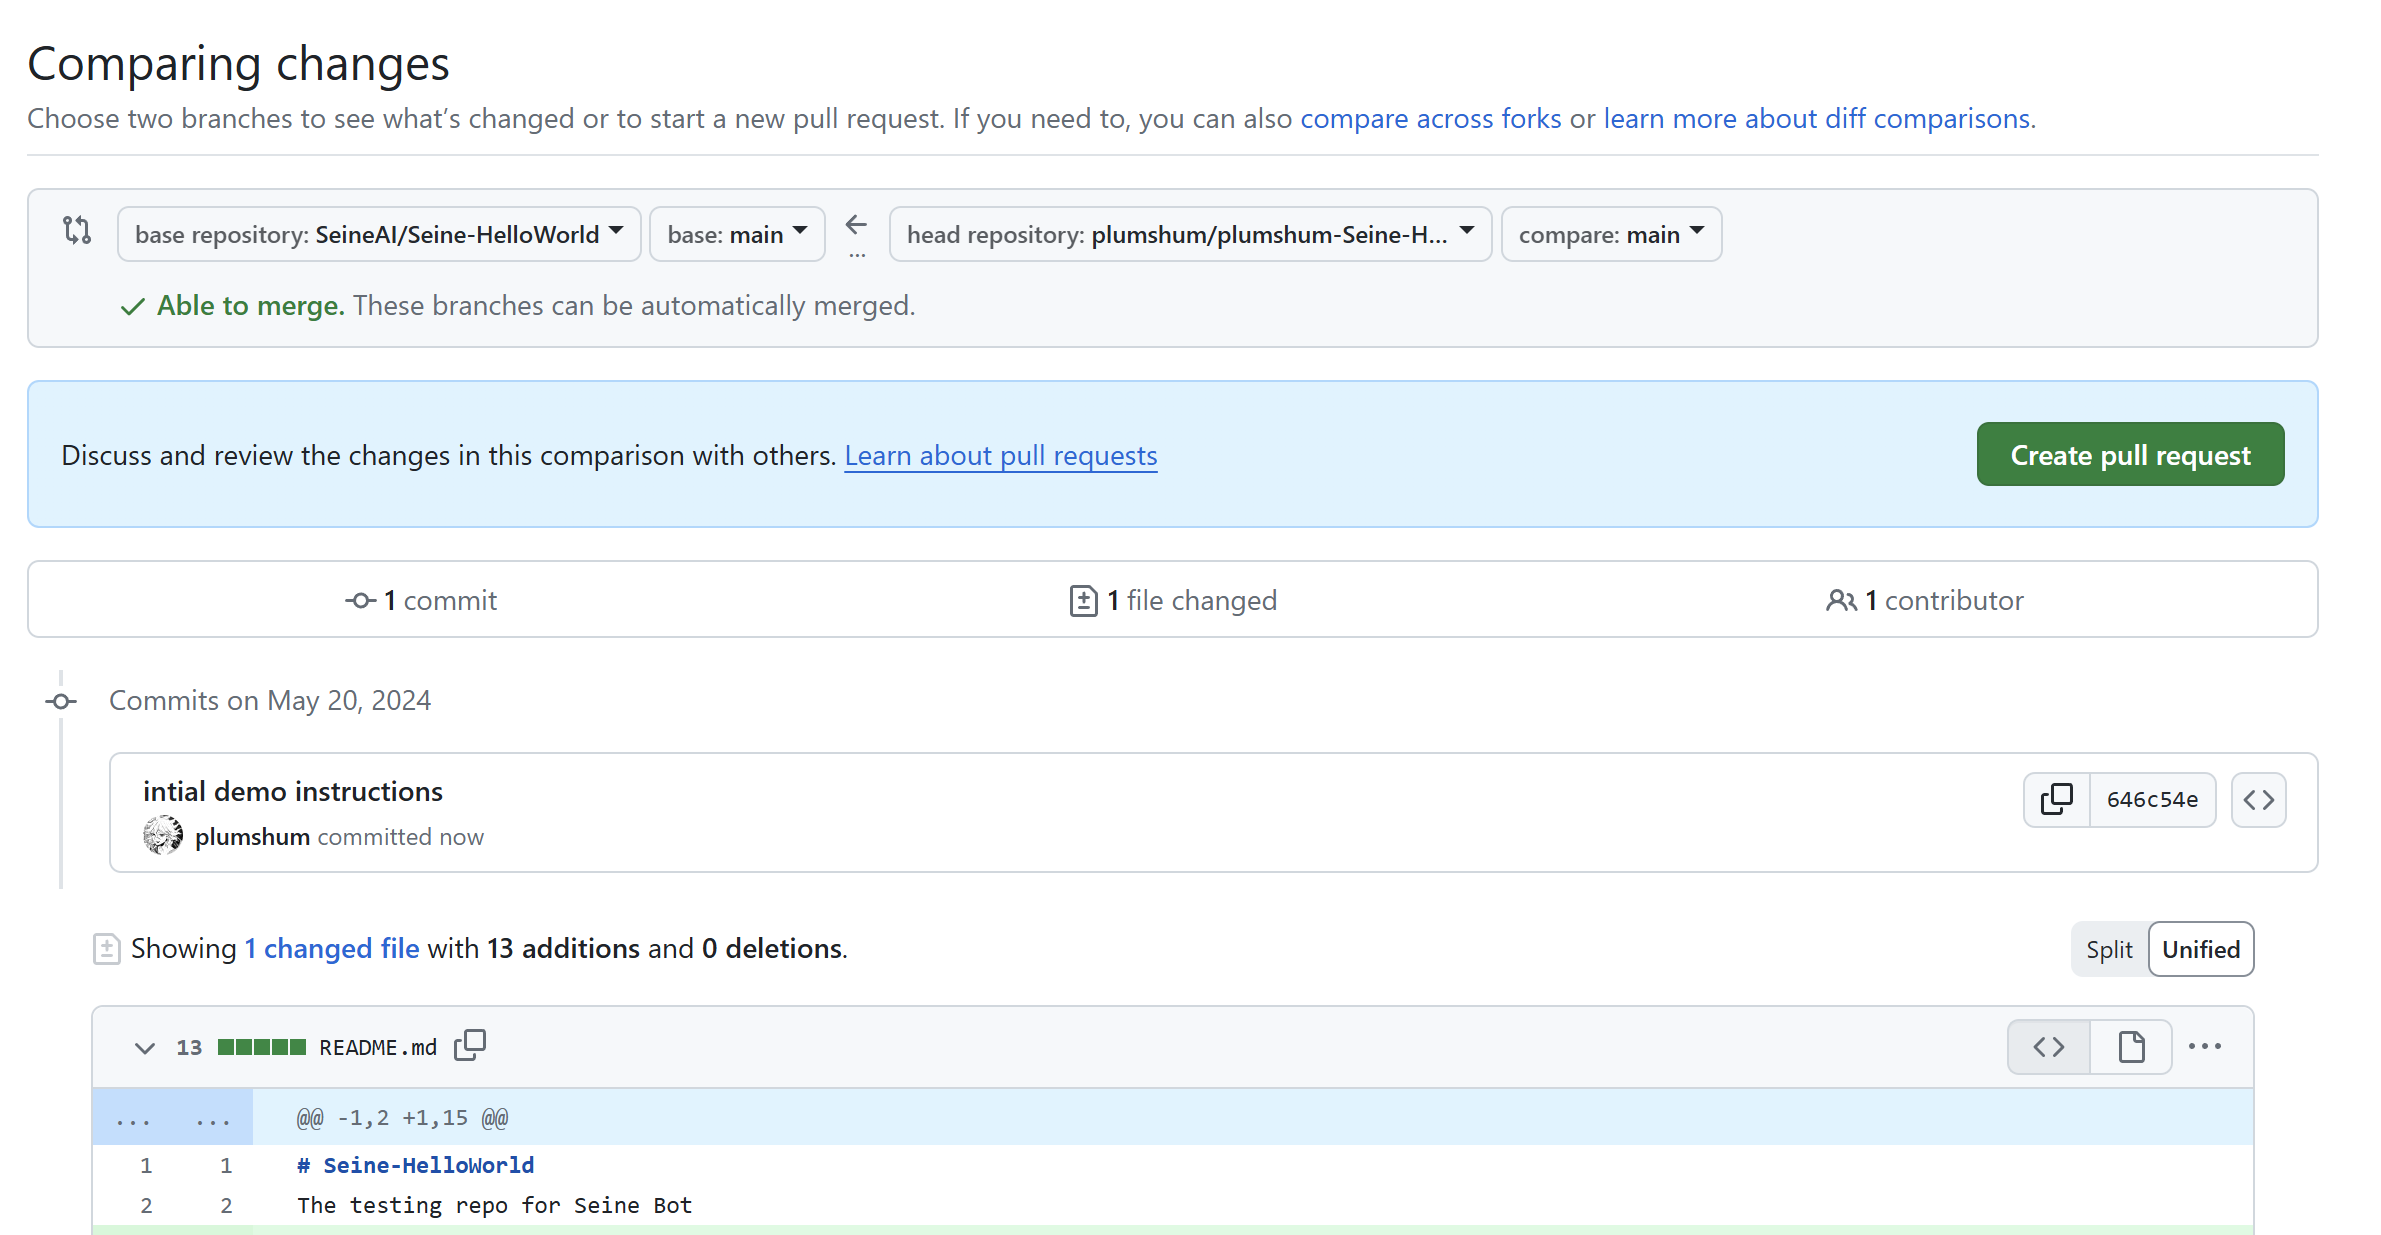 Comparing changes
Choose two branches to see what’s changed or to start a new pull request. If you need to, you can also compare across forks or learn more about diff comparisons.
base repository: SeineAI/Seine-HelloWorld base: main ... head repository: plumshum/plumshum-Seine-H... compare: main
Able to merge. These branches can be automatically merged.
Discuss and review the changes in this comparison with others. Learn about pull requests Create pull request
1 commit 1 file changed 1 contributor
Commits on May 20, 2024
intial demo instructions
646c54e
plumshum committed now
Showing 1 changed file with 13 additions and 0 deletions.
Split Unified
13 README.md
... ... @@ -1,2 +1,15 @@
1 1 # Seine-HelloWorld
2 2 The testing repo for Seine Bot